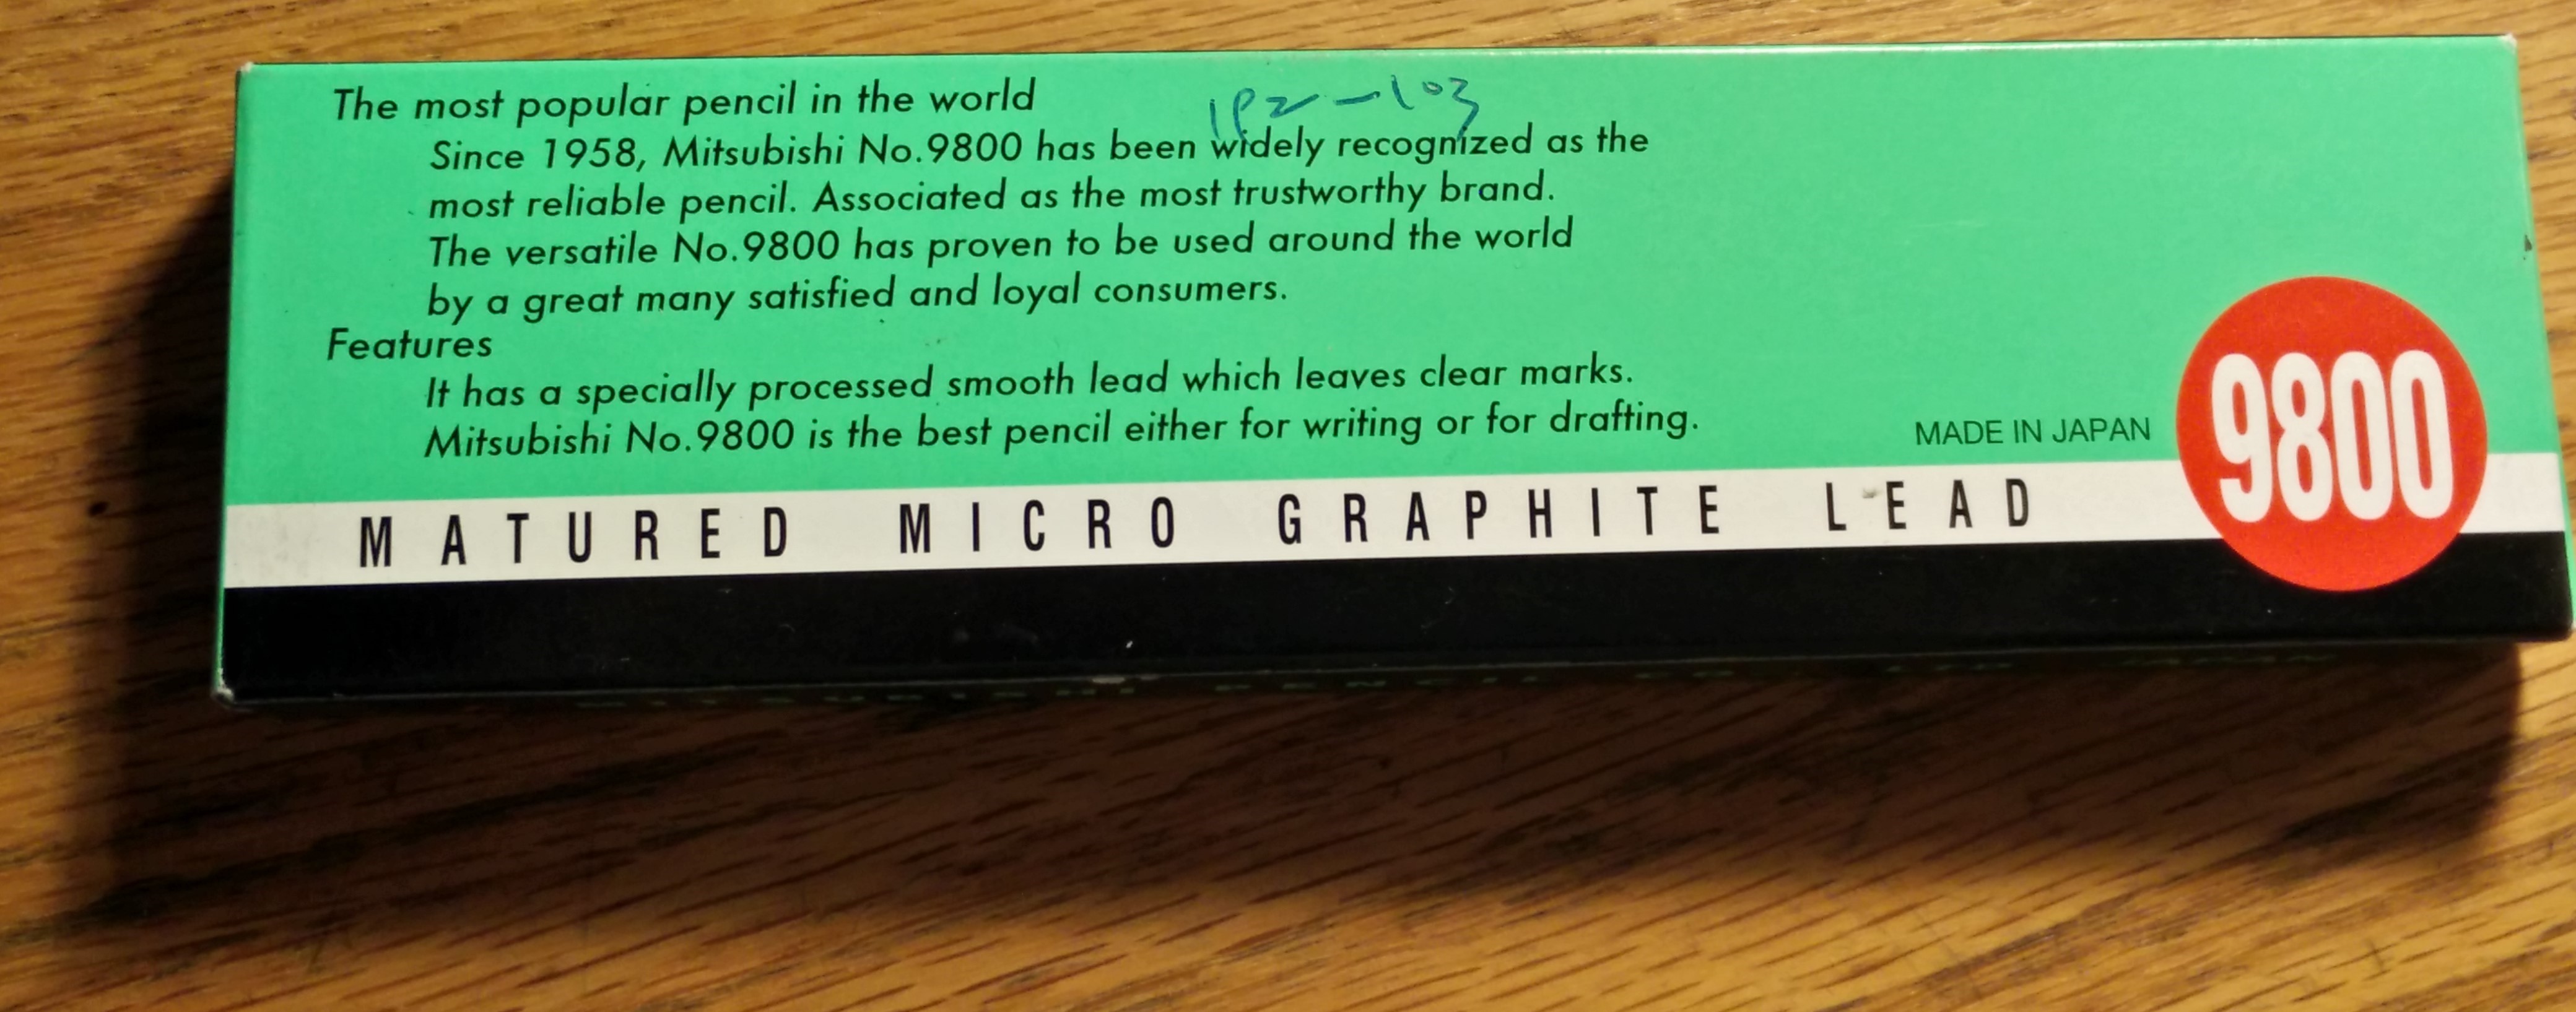 The most popular pencil in the world
1P2-103
Since 1958, Mitsubishi No.9800 has been widely recognized as the
most reliable pencil. Associated as the most trustworthy brand.
The versatile No.9800 has proven to be used around the world
by a great many satisfied and loyal consumers.
Features
It has a specially processed smooth lead which leaves clear marks.
Mitsubishi No.9800 is the best pencil either for writing or for drafting.
MADE IN JAPAN
9800
MATURED MICRO GRAPHITE LEAD